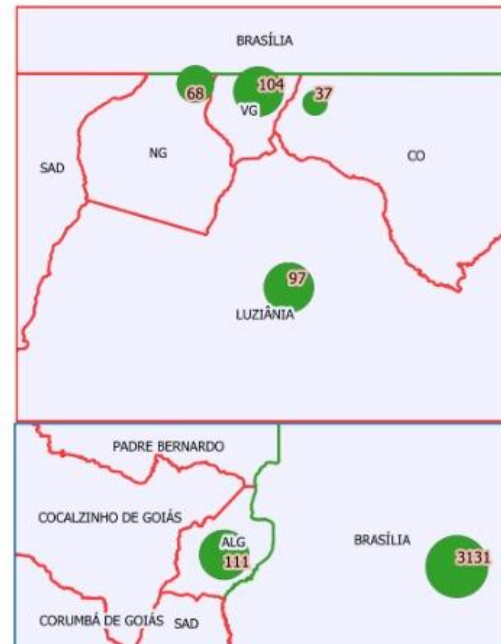 BRASÍLIA
68
104
37
VG
NG
CO
SAD
97
LUZIÂNIA
PADRE BERNARDO
COCALZINHO DE GOIÁS
ALG
BRASÍLIA
111
3131
CORUMBÁ DE GOIÁS
SAD